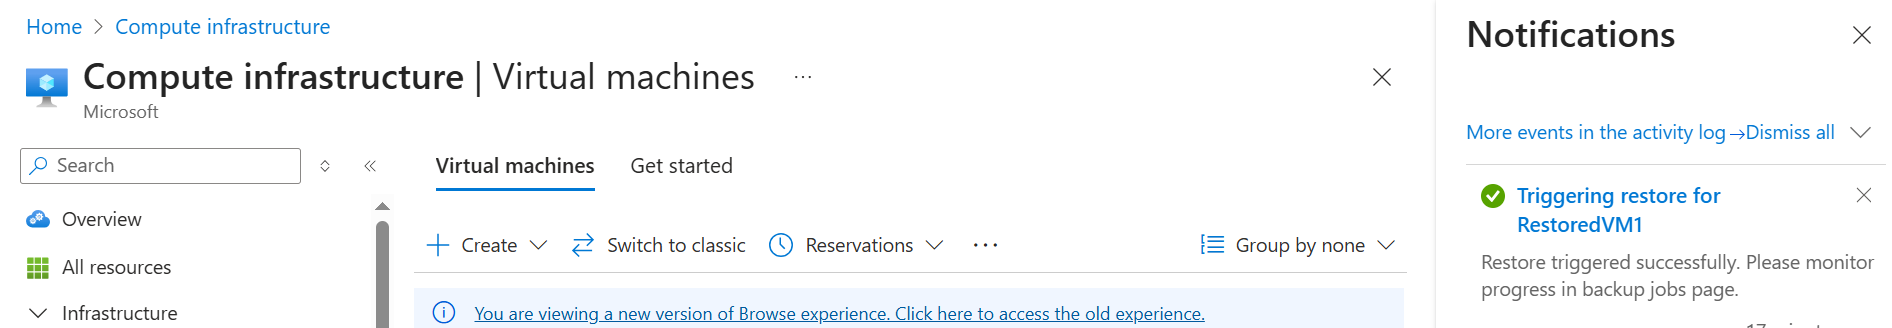 Home > Compute infrastructure
Compute infrastructure | Virtual machines ...
Microsoft
Search
Overview
All resources
Infrastructure
Virtual machines Get started
Create Switch to classic Reservations ... Group by none
You are viewing a new version of Browse experience. Click here to access the old experience.
Notifications
More events in the activity log→Dismiss all
Triggering restore for
RestoredVM1
Restore triggered successfully. Please monitor
progress in backup jobs page.